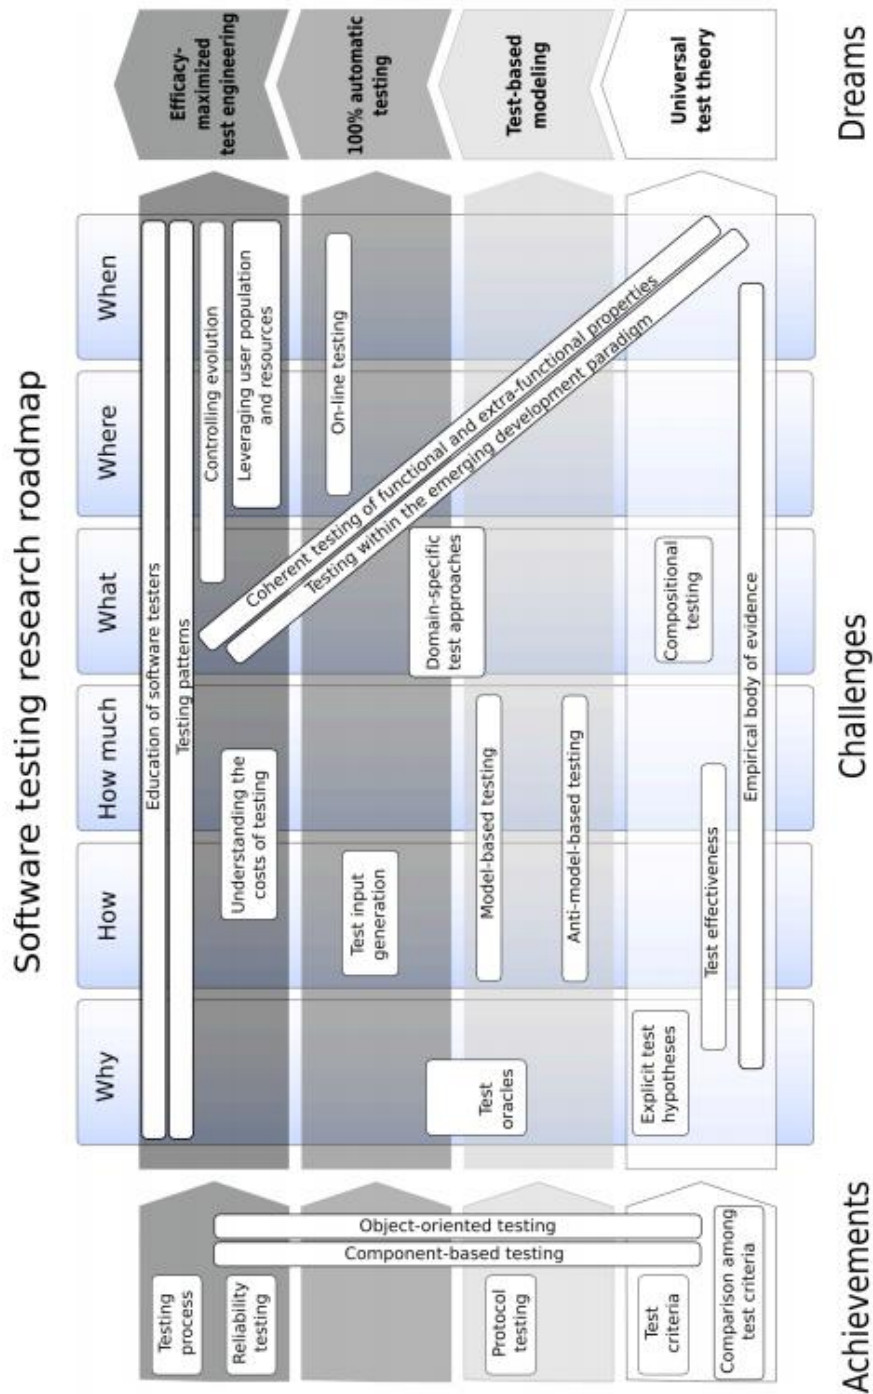 Software testing research roadmap
Why
How
How much
What
Where
When
Testing
process
Reliability
testing
Object-oriented testing
Component-based testing
Protocol
testing
Test
criteria
Comparison among
test criteria
Education of software testers
Testing patterns
Controlling evolution
Leveraging user population
and resources
Understanding the
costs of testing
On-line testing
Test input
generation
Coherent testing of functional and extra-functional properties
Testing within the emerging development paradigm
Domain-specific
test approaches
Test
oracles
Model-based testing
Anti-model-based testing
Compositional
testing
Explicit test
hypotheses
Test effectiveness
Empirical body of evidence
Efficacy-
maximized
test engineering
100% automatic
testing
Test-based
modeling
Universal
test theory
Achievements
Challenges
Dreams